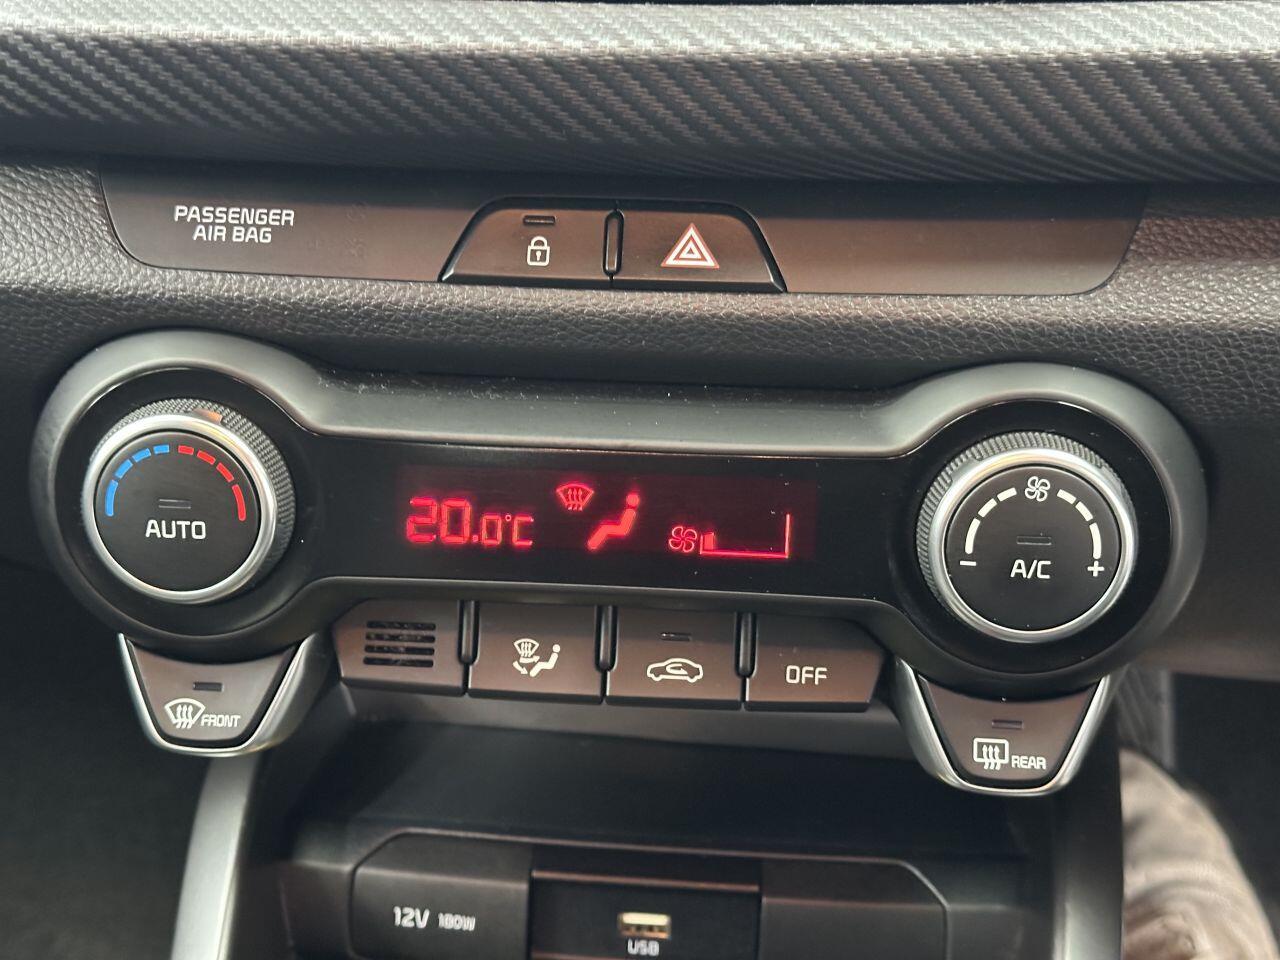 PASSENGER
AIR BAG
20.0°C
AUTO
A/C
- +
OFF
FRONT
REAR
12V 180W
USB